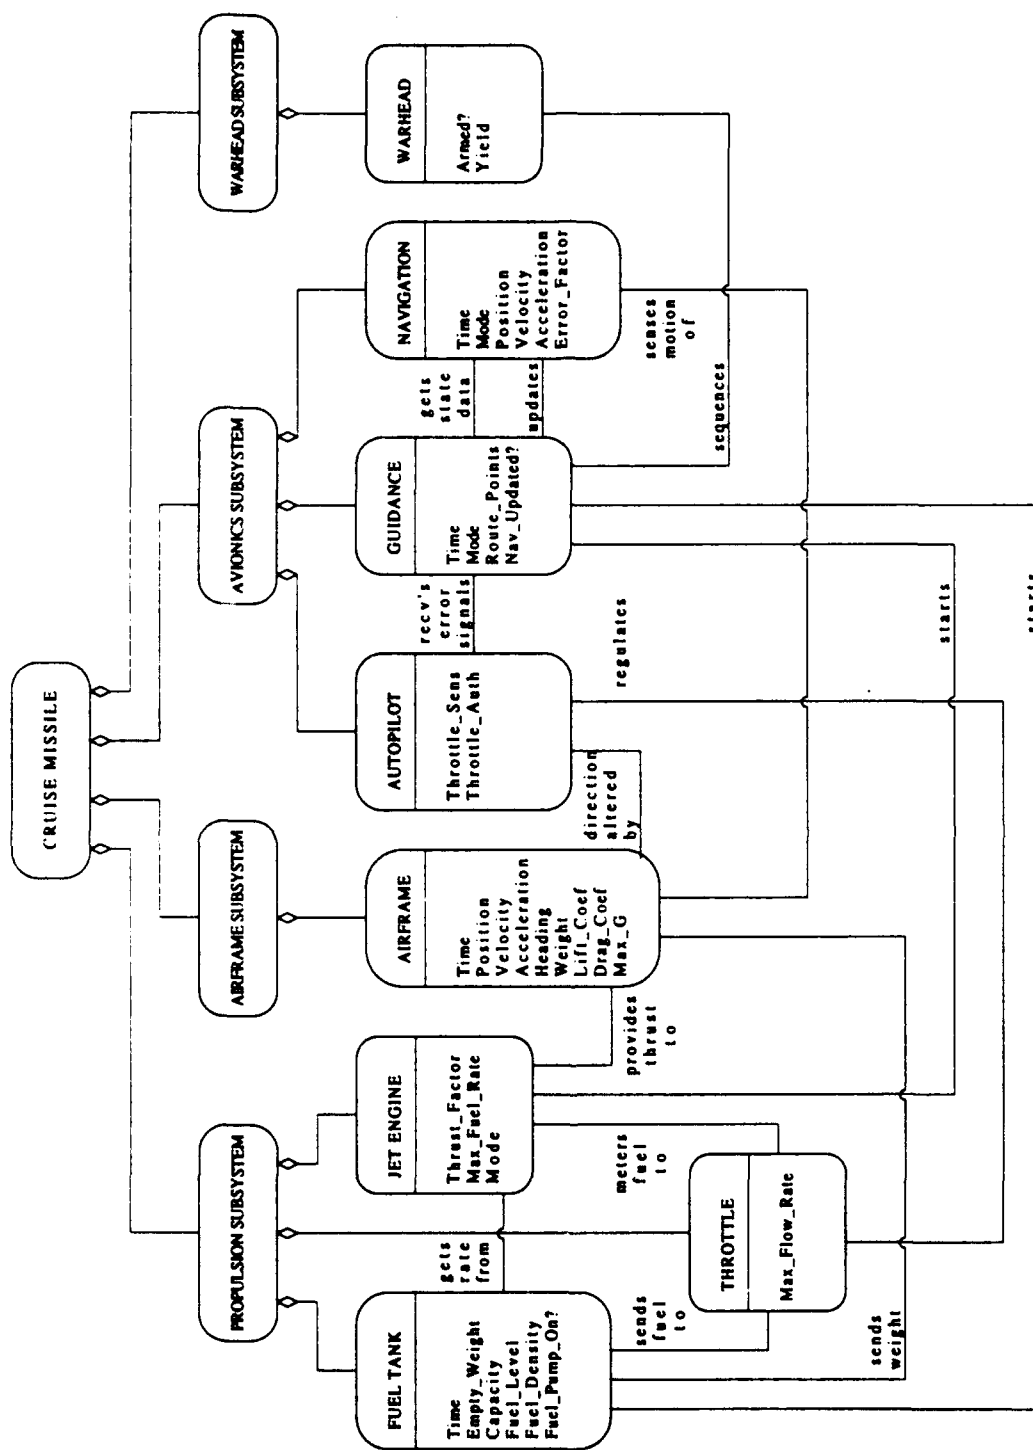 CRUISE MISSILE
PROPULSION SUBSYSTEM
AIRFRAME SUBSYSTEM
AVIONICS SUBSYSTEM
WARHEAD SUBSYSTEM
FUEL TANK
Time
Empty_Weight
Capacity
Fuel_Level
Fuel_Density
Fuel_Pump_On?
gets
rate
from
JET ENGINE
Thrust_Factor
Max_Fuel_Rate
Mode
AIRFRAME
Time
Position
Velocity
Acceleration
Heading
Weight
Lift_Coef
Drag_Coef
Max_G
AUTOPILOT
Throttle_Sens
Throttle_Auth
recv's
error
signals
GUIDANCE
Time
Mode
Route_Points
Nav_Updated?
gets
state
data
updates
NAVIGATION
Time
Mode
Position
Velocity
Acceleration
Error_Factor
WARHEAD
Armed?
Yield
sends
fuel
to
meters
fuel
to
provides
thrust
to
direction
altered
by
regulates
senses
motion
of
sequences
THROTTLE
Max_Flow_Rate
sends
weight
starts
starts